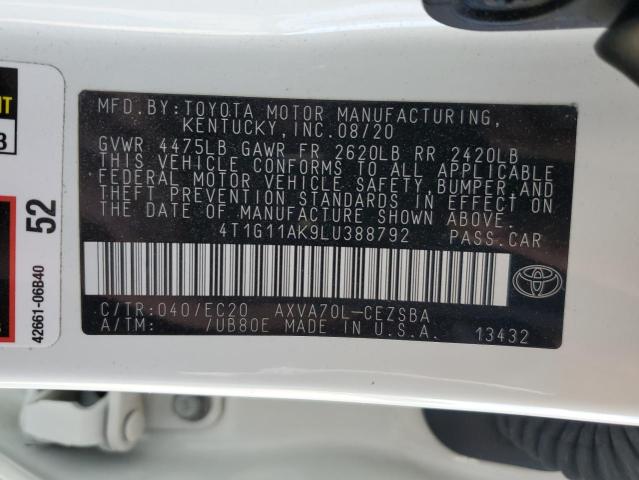 MFD. BY: TOYOTA MOTOR MANUFACTURING,
KENTUCKY, INC. 08/20
GVWR 4475LB GAWR FR 2620LB RR 2420LB
THIS VEHICLE CONFORMS TO ALL APPLICABLE
FEDERAL MOTOR VEHICLE SAFETY, BUMPER, AND
THEFT PREVENTION STANDARDS IN EFFECT ON
THE DATE OF MANUFACTURE SHOWN ABOVE.
4T1G11AK9LU388792 PASS. CAR
C/TR: 040/EC20 AXVA70L-CEZSBA
A/TM: /UB80E MADE IN U.S.A. 13432
52
42661-06B40